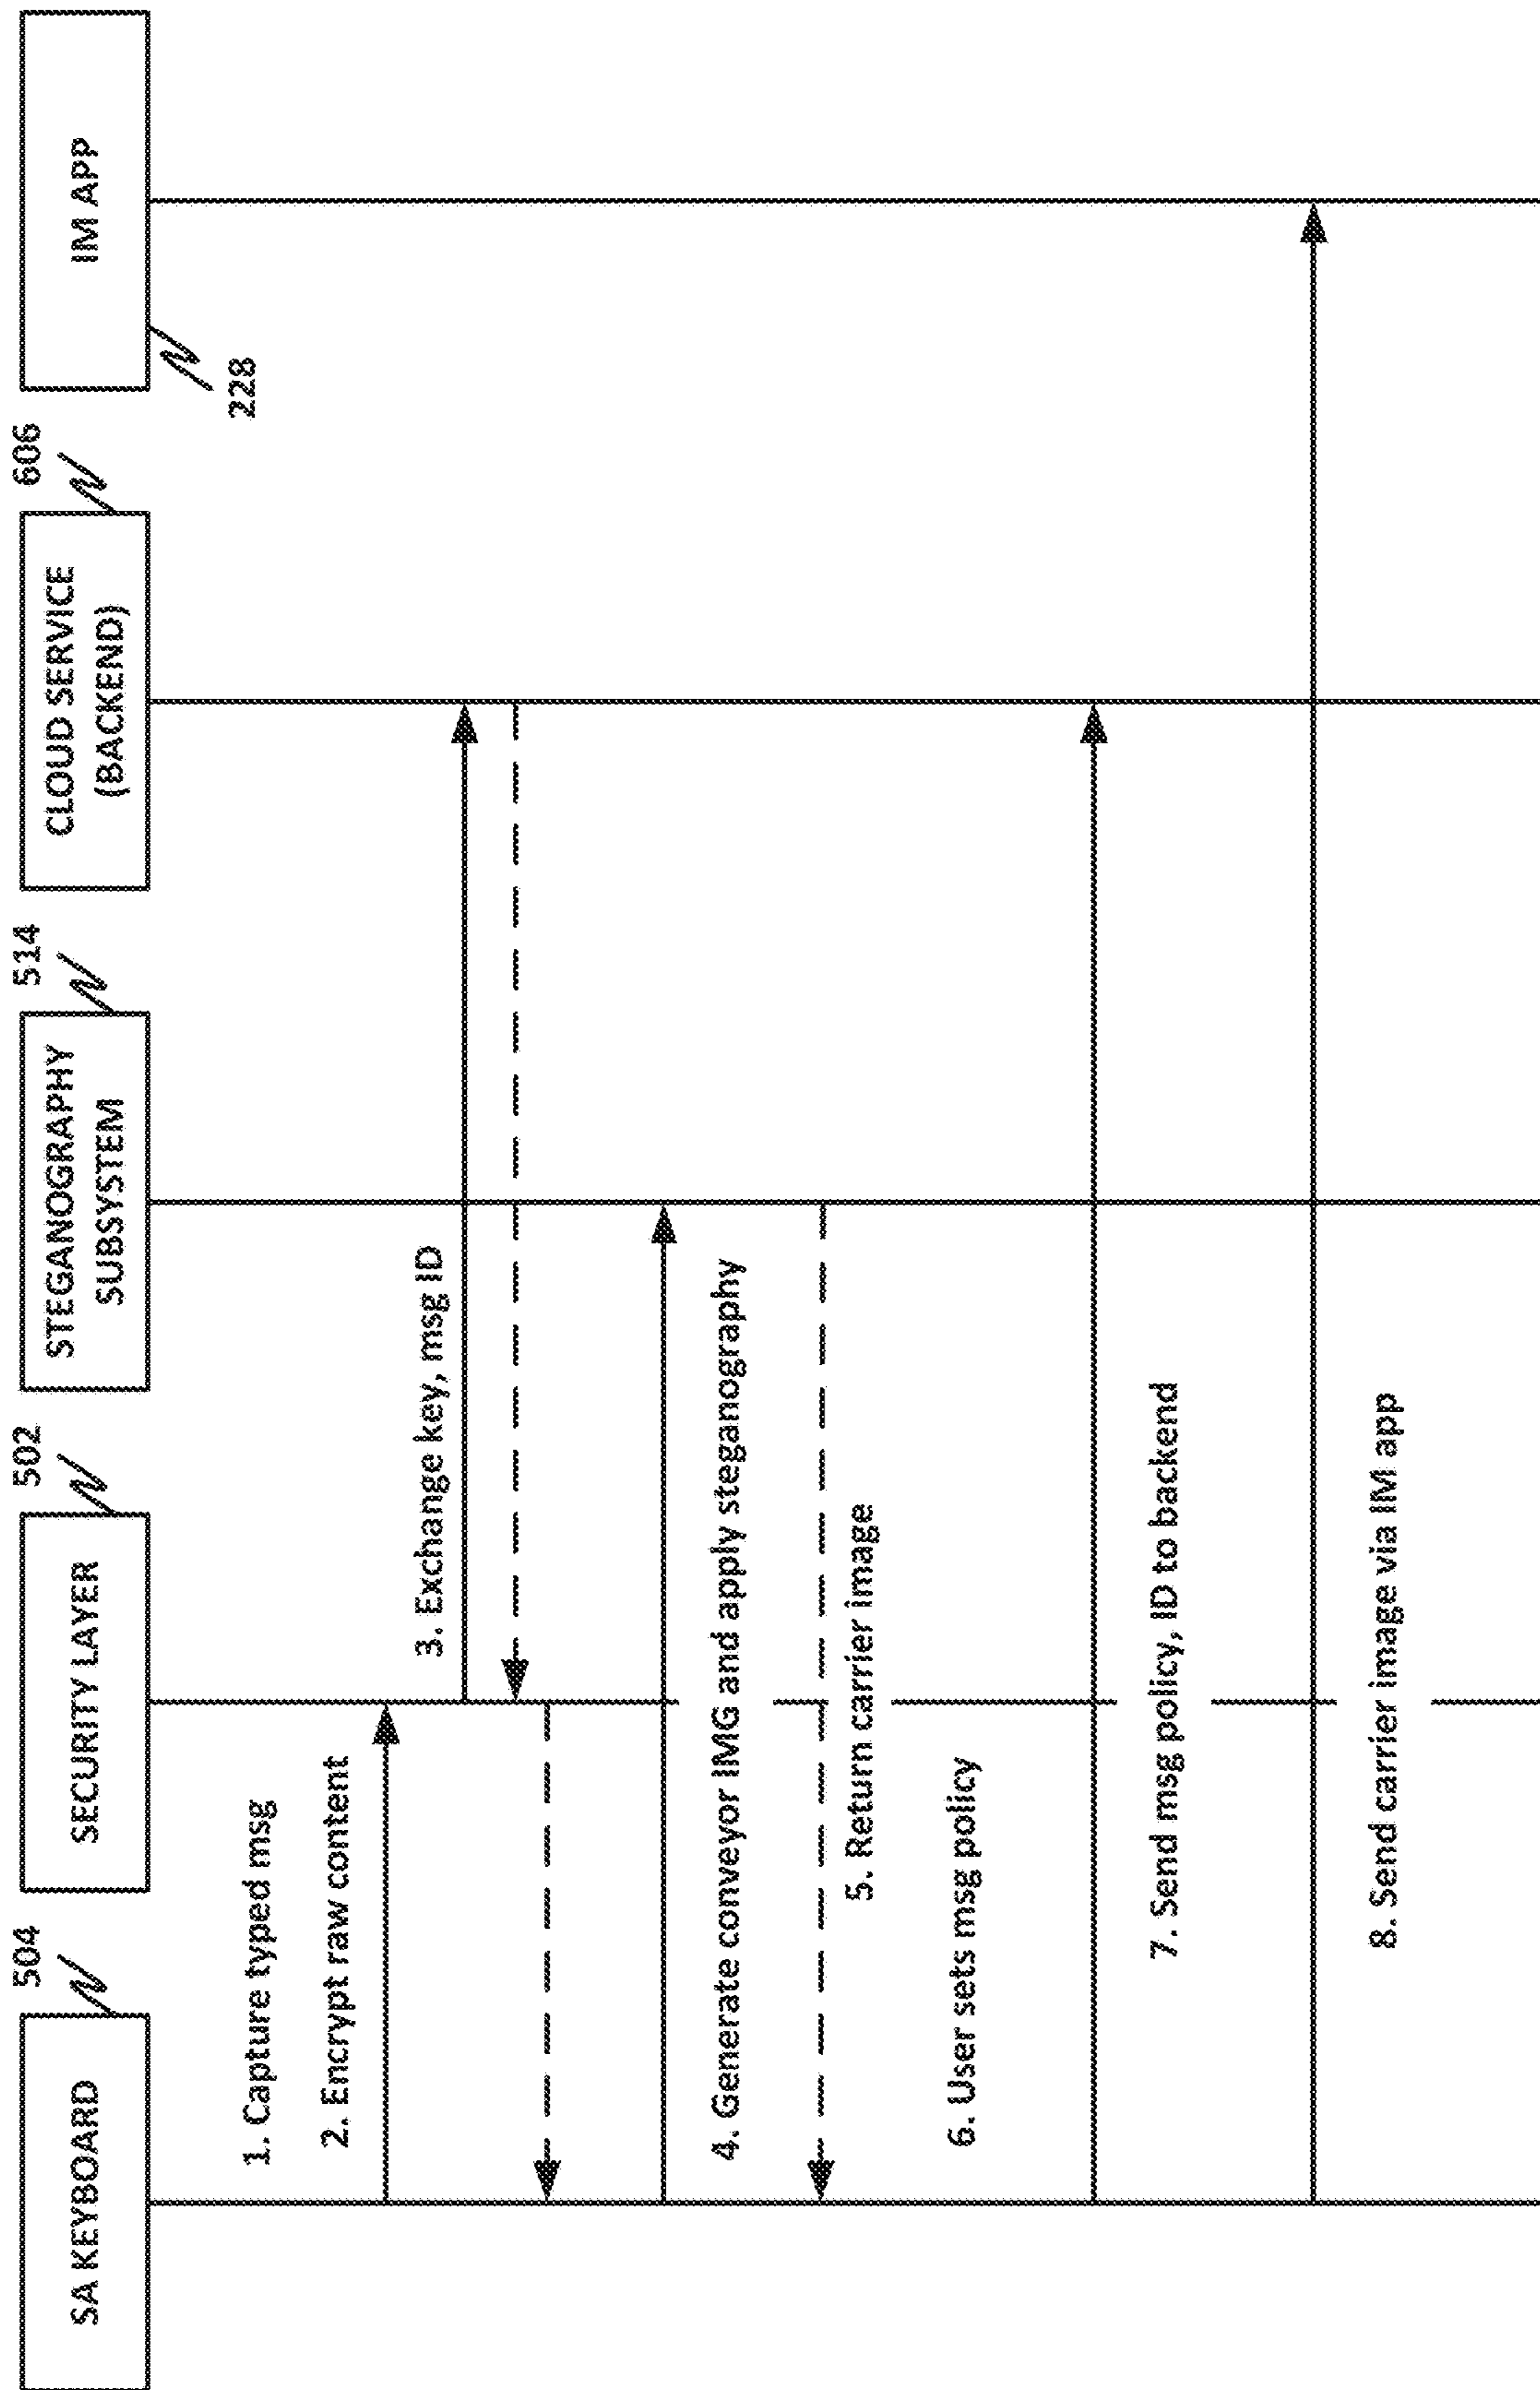 504
502
514
606
SA KEYBOARD
SECURITY LAYER
STEGANOGRAPHY
SUBSYSTEM
CLOUD SERVICE
(BACKEND)
IM APP
228
1. Capture typed msg
2. Encrypt raw content
3. Exchange key, msg ID
4. Generate conveyor IMG and apply steganography
5. Return carrier image
6. User sets msg policy
7. Send msg policy, ID to backend
8. Send carrier image via IM app